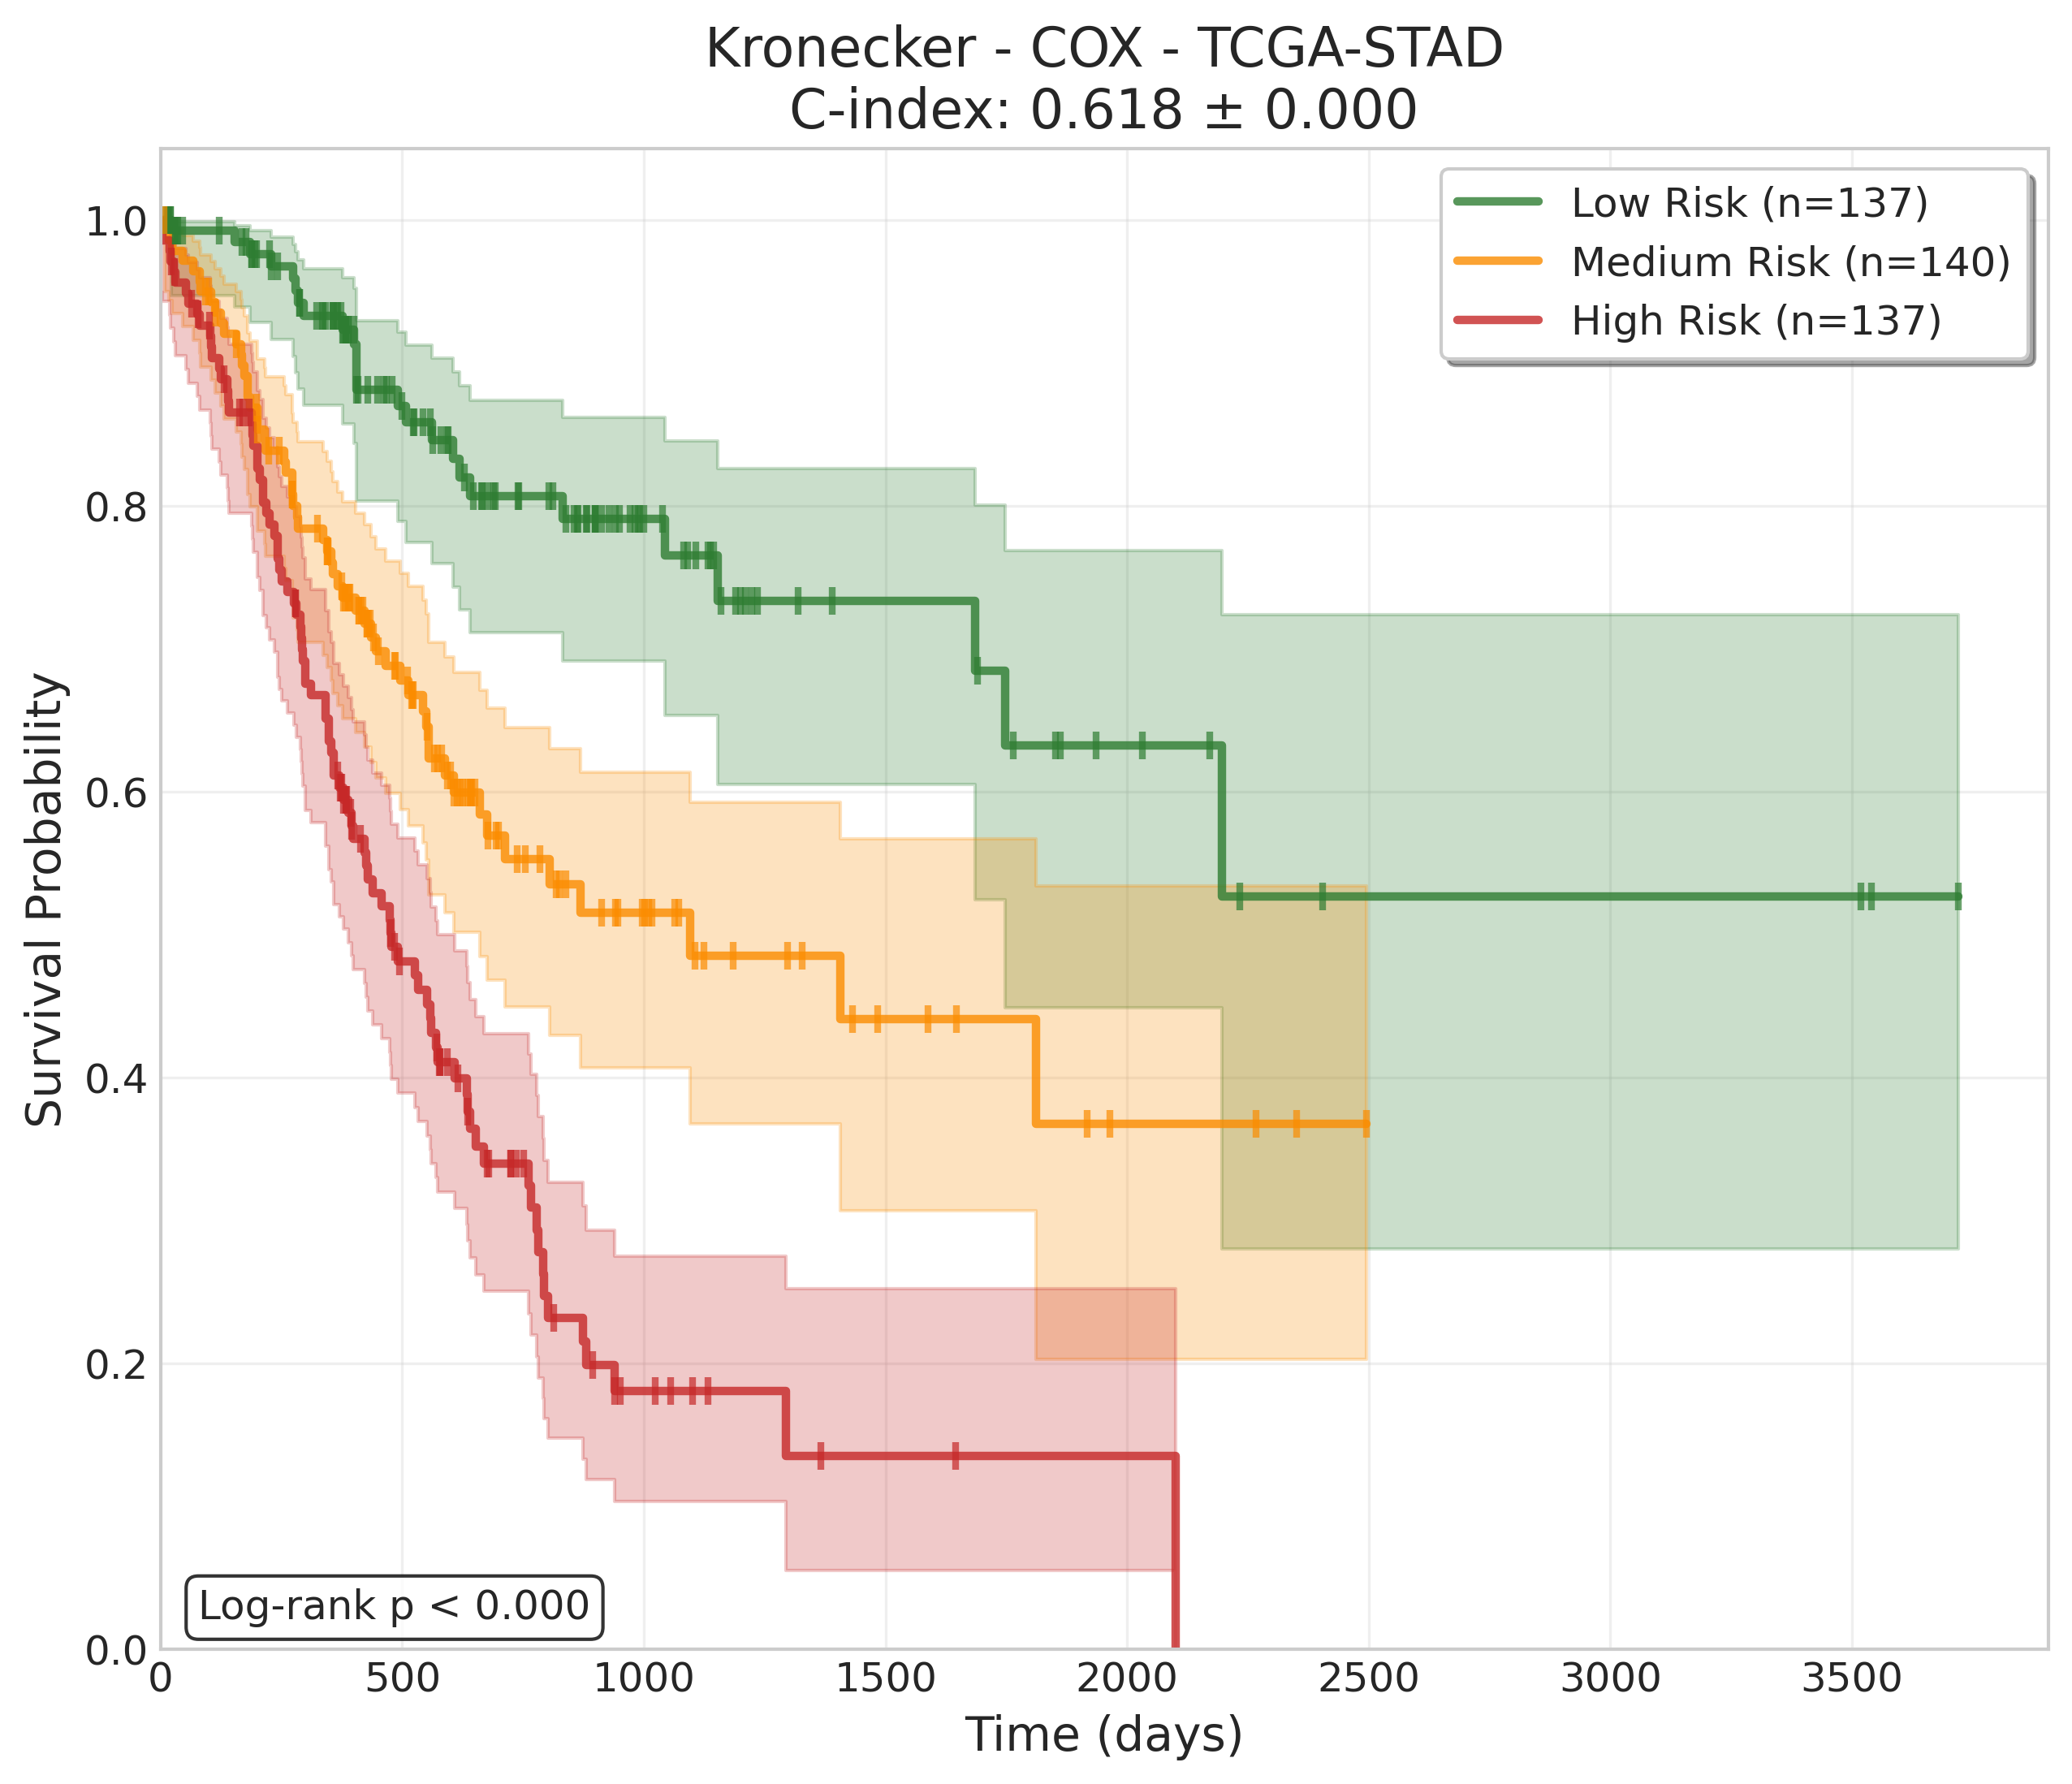 Kronecker - COX - TCGA-STAD
C-index: 0.618 ± 0.000
Low Risk (n=137)
Medium Risk (n=140)
High Risk (n=137)
Survival Probability
1.0
0.8
0.6
0.4
0.2
0.0
Log-rank p < 0.000
0 500 1000 1500 2000 2500 3000 3500
Time (days)